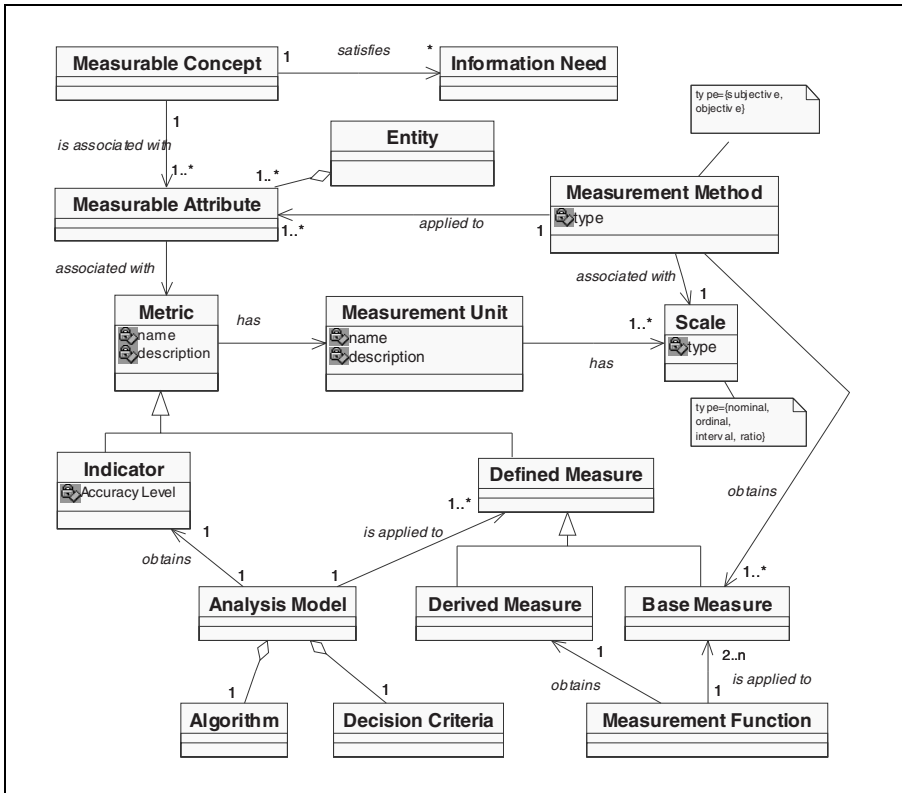 satisfies
1
*
Measurable Concept
Information Need
type={subjective,
objective}
1
is associated with
1..*
Entity
1..*
Measurable Attribute
Measurement Method
type
applied to
1..*
1
associated with
associated with
1
Metric
name
description
has
Measurement Unit
name
description
1..*
has
Scale
type
type={nominal,
ordinal,
interval, ratio}
Indicator
Accuracy Level
Defined Measure
1..*
obtains
1
is applied to
obtains
1
1
1..*
Analysis Model
Derived Measure
Base Measure
1
2..n
obtains
is applied to
1
1
1
Algorithm
Decision Criteria
Measurement Function